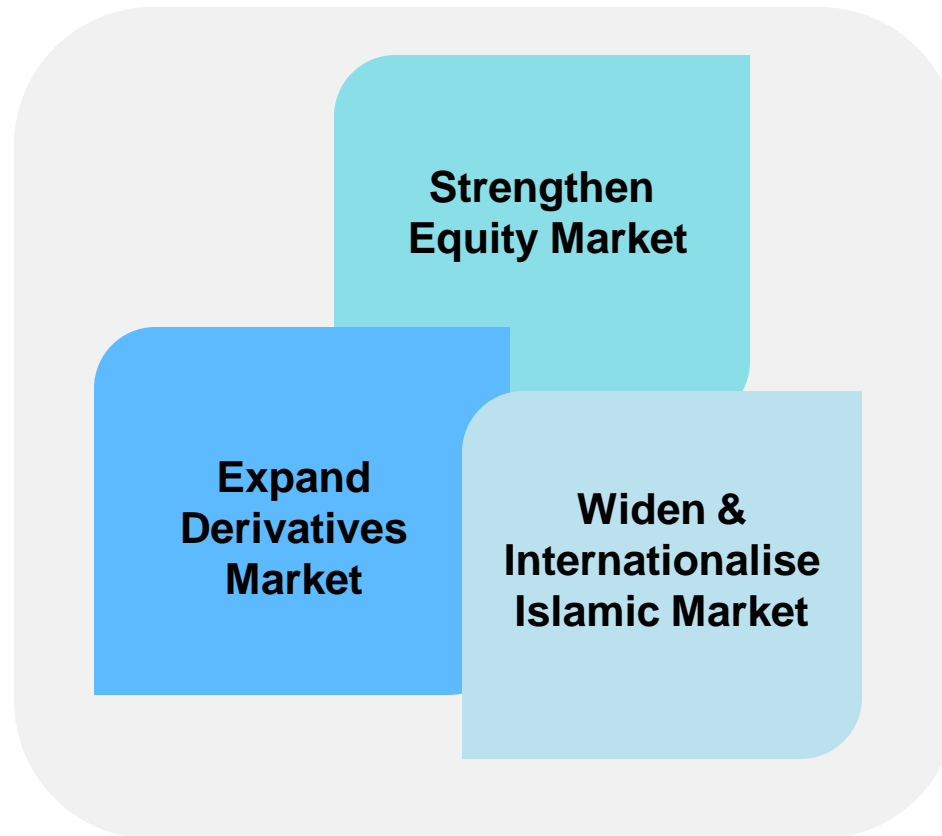 Strengthen
Equity Market
Expand
Derivatives
Market
Widen &
Internationalise
Islamic Market